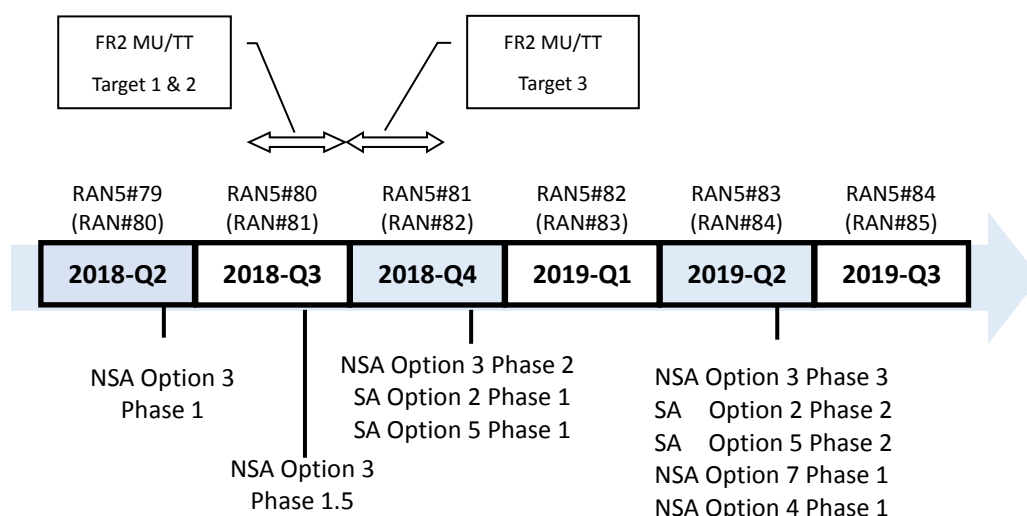 FR2 MU/TT
Target 1 & 2
FR2 MU/TT
Target 3
RAN5#79
(RAN#80)
RAN5#80
(RAN#81)
RAN5#81
(RAN#82)
RAN5#82
(RAN#83)
RAN5#83
(RAN#84)
RAN5#84
(RAN#85)
2018-Q2
2018-Q3
2018-Q4
2019-Q1
2019-Q2
2019-Q3
NSA Option 3
Phase 1
NSA Option 3
Phase 1.5
NSA Option 3 Phase 2
SA Option 2 Phase 1
SA Option 5 Phase 1
NSA Option 3 Phase 3
SA Option 2 Phase 2
SA Option 5 Phase 2
NSA Option 7 Phase 1
NSA Option 4 Phase 1